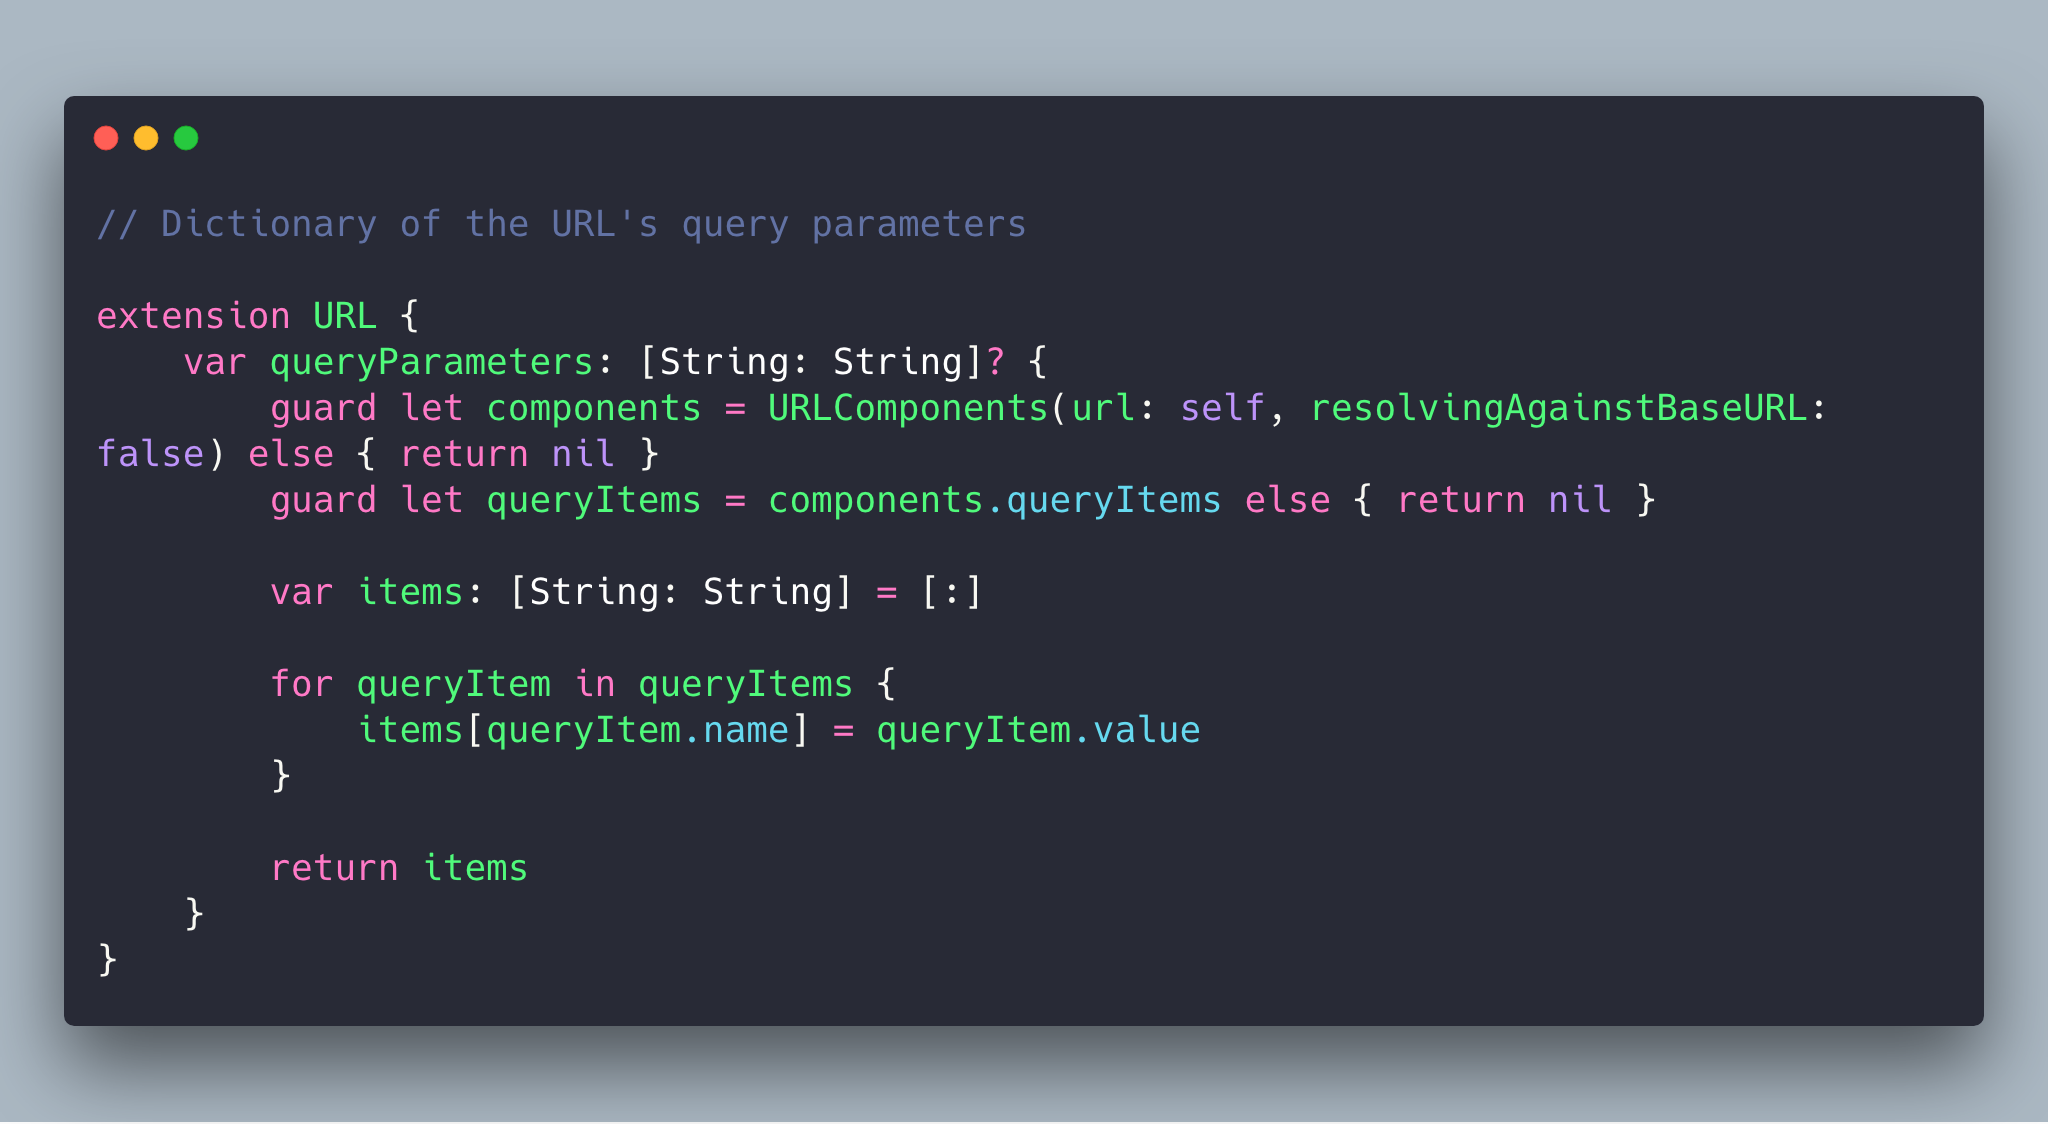 // Dictionary of the URL's query parameters

extension URL {
    var queryParameters: [String: String]? {
        guard let components = URLComponents(url: self, resolvingAgainstBaseURL:
false) else { return nil }
        guard let queryItems = components.queryItems else { return nil }

        var items: [String: String] = [:]

        for queryItem in queryItems {
            items[queryItem.name] = queryItem.value
        }

        return items
    }
}